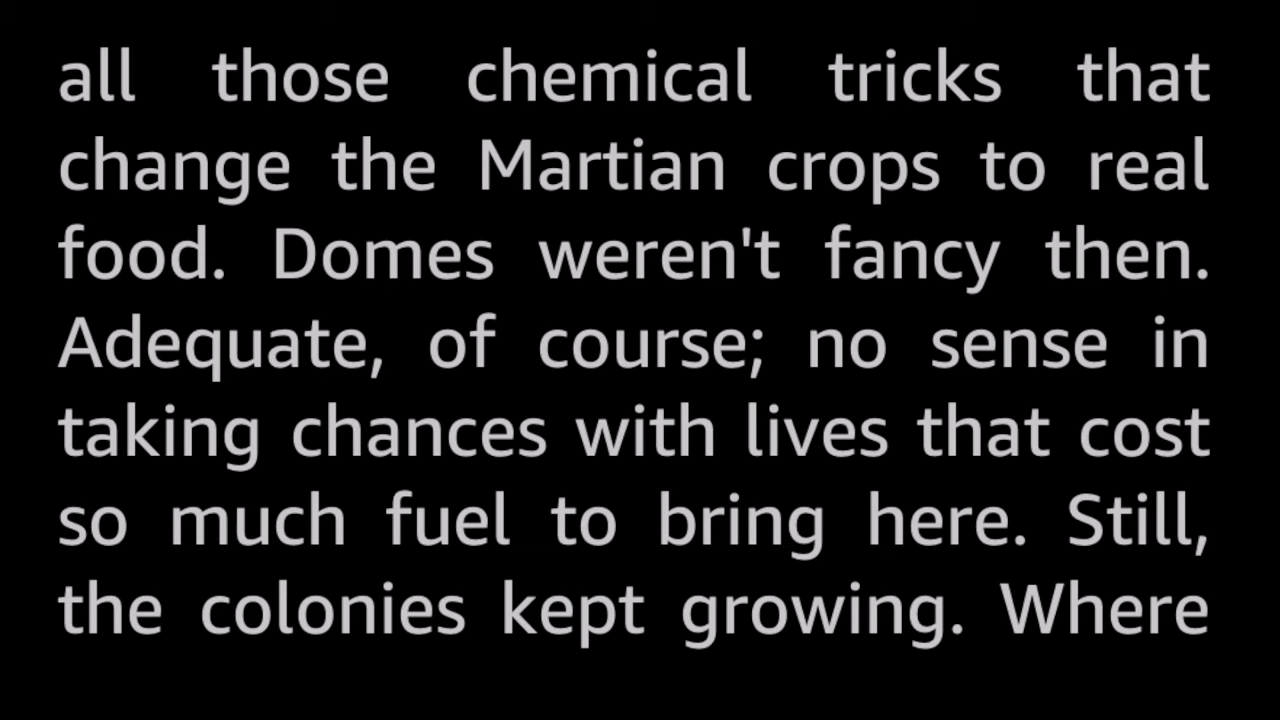 all those chemical tricks that
change the Martian crops to real
food. Domes weren't fancy then.
Adequate, of course; no sense in
taking chances with lives that cost
so much fuel to bring here. Still,
the colonies kept growing. Where